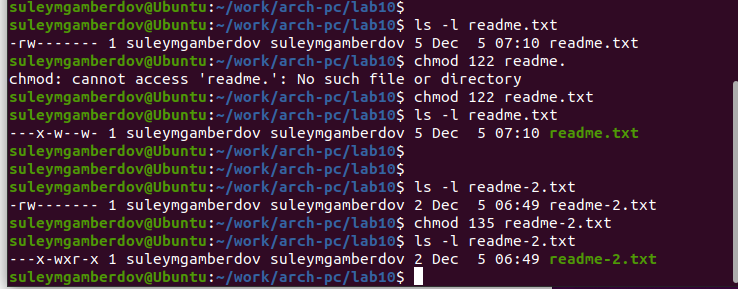 suleymgamberdov@Ubuntu:~/work/arch-pc/lab10$
suleymgamberdov@Ubuntu:~/work/arch-pc/lab10$ ls -l readme.txt
-rw------- 1 suleymgamberdov suleymgamberdov 5 Dec  5 07:10 readme.txt
suleymgamberdov@Ubuntu:~/work/arch-pc/lab10$ chmod 122 readme.
chmod: cannot access 'readme.': No such file or directory
suleymgamberdov@Ubuntu:~/work/arch-pc/lab10$ chmod 122 readme.txt
suleymgamberdov@Ubuntu:~/work/arch-pc/lab10$ ls -l readme.txt
---x-w--w- 1 suleymgamberdov suleymgamberdov 5 Dec  5 07:10 readme.txt
suleymgamberdov@Ubuntu:~/work/arch-pc/lab10$
suleymgamberdov@Ubuntu:~/work/arch-pc/lab10$
suleymgamberdov@Ubuntu:~/work/arch-pc/lab10$ ls -l readme-2.txt
-rw------- 1 suleymgamberdov suleymgamberdov 2 Dec  5 06:49 readme-2.txt
suleymgamberdov@Ubuntu:~/work/arch-pc/lab10$ chmod 135 readme-2.txt
suleymgamberdov@Ubuntu:~/work/arch-pc/lab10$ ls -l readme-2.txt
---x-wxr-x 1 suleymgamberdov suleymgamberdov 2 Dec  5 06:49 readme-2.txt
suleymgamberdov@Ubuntu:~/work/arch-pc/lab10$